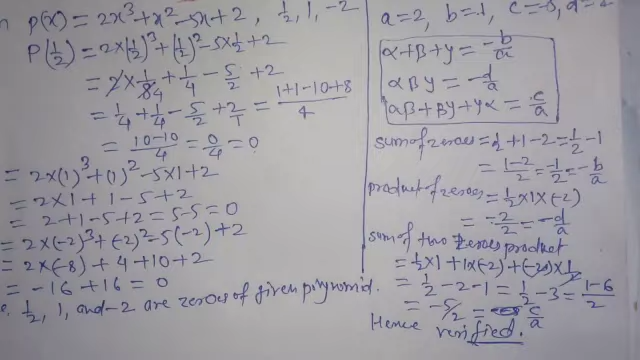 P(x) = 2x³+x²-5x+2, 1/2, 1, -2
P(1/2) = 2×(1/2)³+(1/2)²-5×1/2+2
= 2×1/8+1/4-5/2+2
= 1/4+1/4-5/2+2/1 = (1+1-10+8)/4
= (10-10)/4 = 0/4 = 0
= 2×(1)³+(1)²-5×1+2
= 2×1+1-5+2
= 2+1-5+2 = 5-5 = 0
= 2×(-2)³+(-2)²-5(-2)+2
= 2×(-8)+4+10+2
= -16+16 = 0
1/2, 1, and -2 are zeroes of given polynomial.
a=2, b=1, c=-5, d=2
α+β+γ = -b/a
αβγ = -d/a
αβ+βγ+γα = c/a
sum of zeroes = 1/2+1-2 = 1/2-1
= (1-2)/2 = -1/2 = -b/a
product of zeroes = 1/2×1×(-2)
= -2/2 = -d/a
sum of two zeroes product
= 1/2×1+1×(-2)+(-2)×1/2
= 1/2-2-1 = 1/2-3 = (1-6)/2
= -5/2 = c/a
Hence verified.